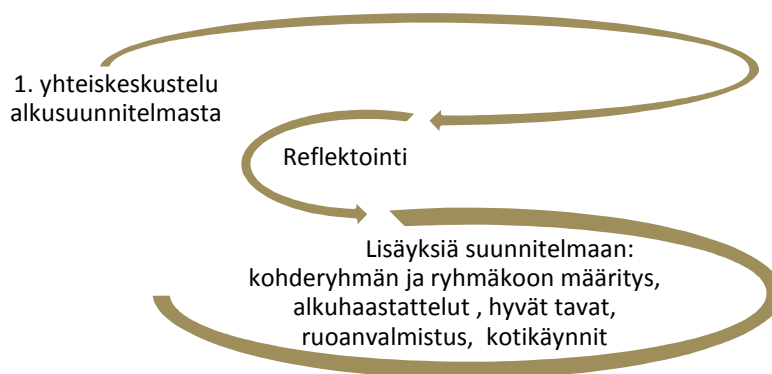 1. yhteiskeskustelu
alkusuunnitelmasta
Reflektointi
Lisäyksiä suunnitelmaan:
kohderyhmän ja ryhmäkoon määritys,
alkuhaastattelut , hyvät tavat,
ruoanvalmistus, kotikäynnit